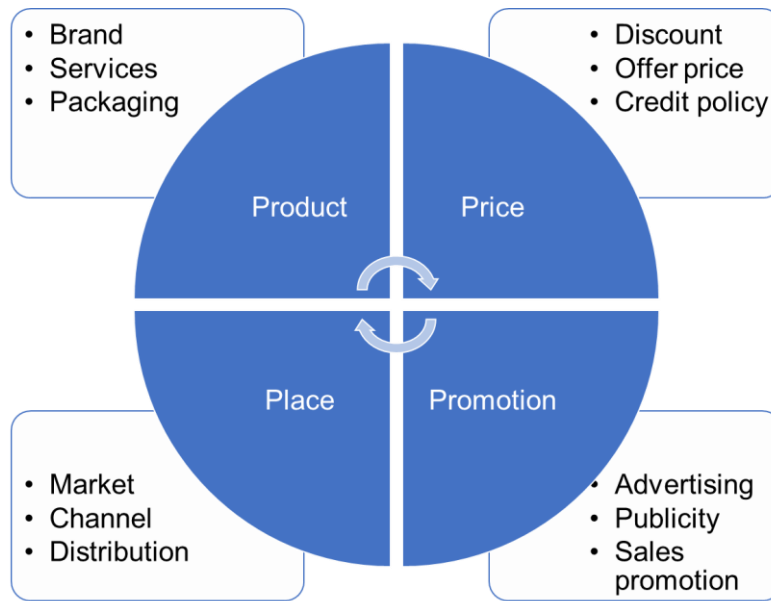 • Brand
• Services
• Packaging
• Discount
• Offer price
• Credit policy
Product
Price
Place
Promotion
• Market
• Channel
• Distribution
• Advertising
• Publicity
• Sales
promotion